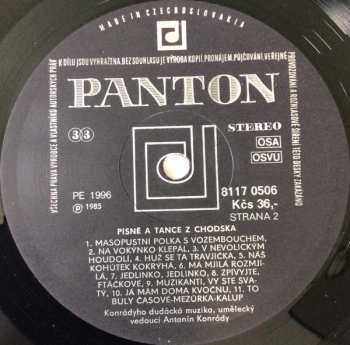 MADE IN CZECHOSLOVAKIA
K DÍLU JSOU VYHRAZENA. BEZ SOUHLASU JE VÝROBA KOPIÍ, PRONÁJEM, PŮJČOVÁNÍ, VEŘEJNÉ
PROVOZOVÁNÍ A ROZHLASOVÉ ŠÍŘENÍ TÉTO DESKY ZAKÁZÁNO
VŠECHNA PRÁVA VÝROBCE A VLASTNÍKŮ AUTORSKÝCH PRÁV
PANTON
33
STEREO
OSA
OSVU
PE 1996
℗ 1985
8117 0506
Kčs 36,-
STRANA 2
PÍSNĚ A TANCE Z CHODSKA
1. MASOPUSTNÍ POLKA S VOZEMBOUCHEM,
2. NA VOKYNKO KLEPAL, 3. V NEVOLICKÝM
HOUDOLÍ, 4. HUŽ SE TA TRAVIČKA, 5. NÁŠ
KOHÚTEK KOKRHÁ, 6. MÁ MJILÁ ROZMJI-
LÁ, 7. JEDLINKO, JEDLINKO, 8. ZPIVYJTE,
FTÁČKOVÉ, 9. MUZIKANTI, VY STE SVA-
TÝ, 10. JÁ MÁM DOMA KVOČNU, 11. TO
BULY ČASOVE-MEZÚRKA-KALUP
Konrádyho dudácká muzika, umělecký
vedoucí Antonín Konrády